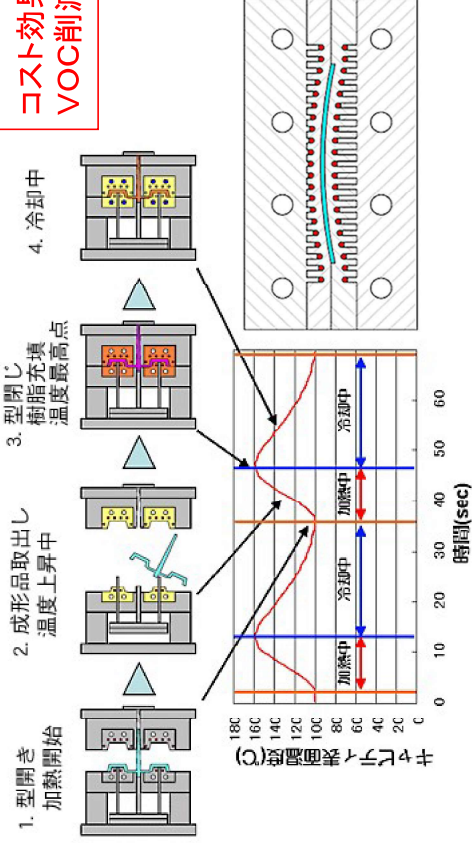 コスト効
VOC削
1. 型開き
加熱開始
2. 成形品取出し
温度上昇中
3. 型閉じ
樹脂充填
温度最高点
4. 冷却中
キャビティ表面温度(℃)
180
160
140
120
100
80
60
40
20
0
加熱中
冷却中
加熱中
冷却中
0
10
20
30
40
50
60
時間(sec)